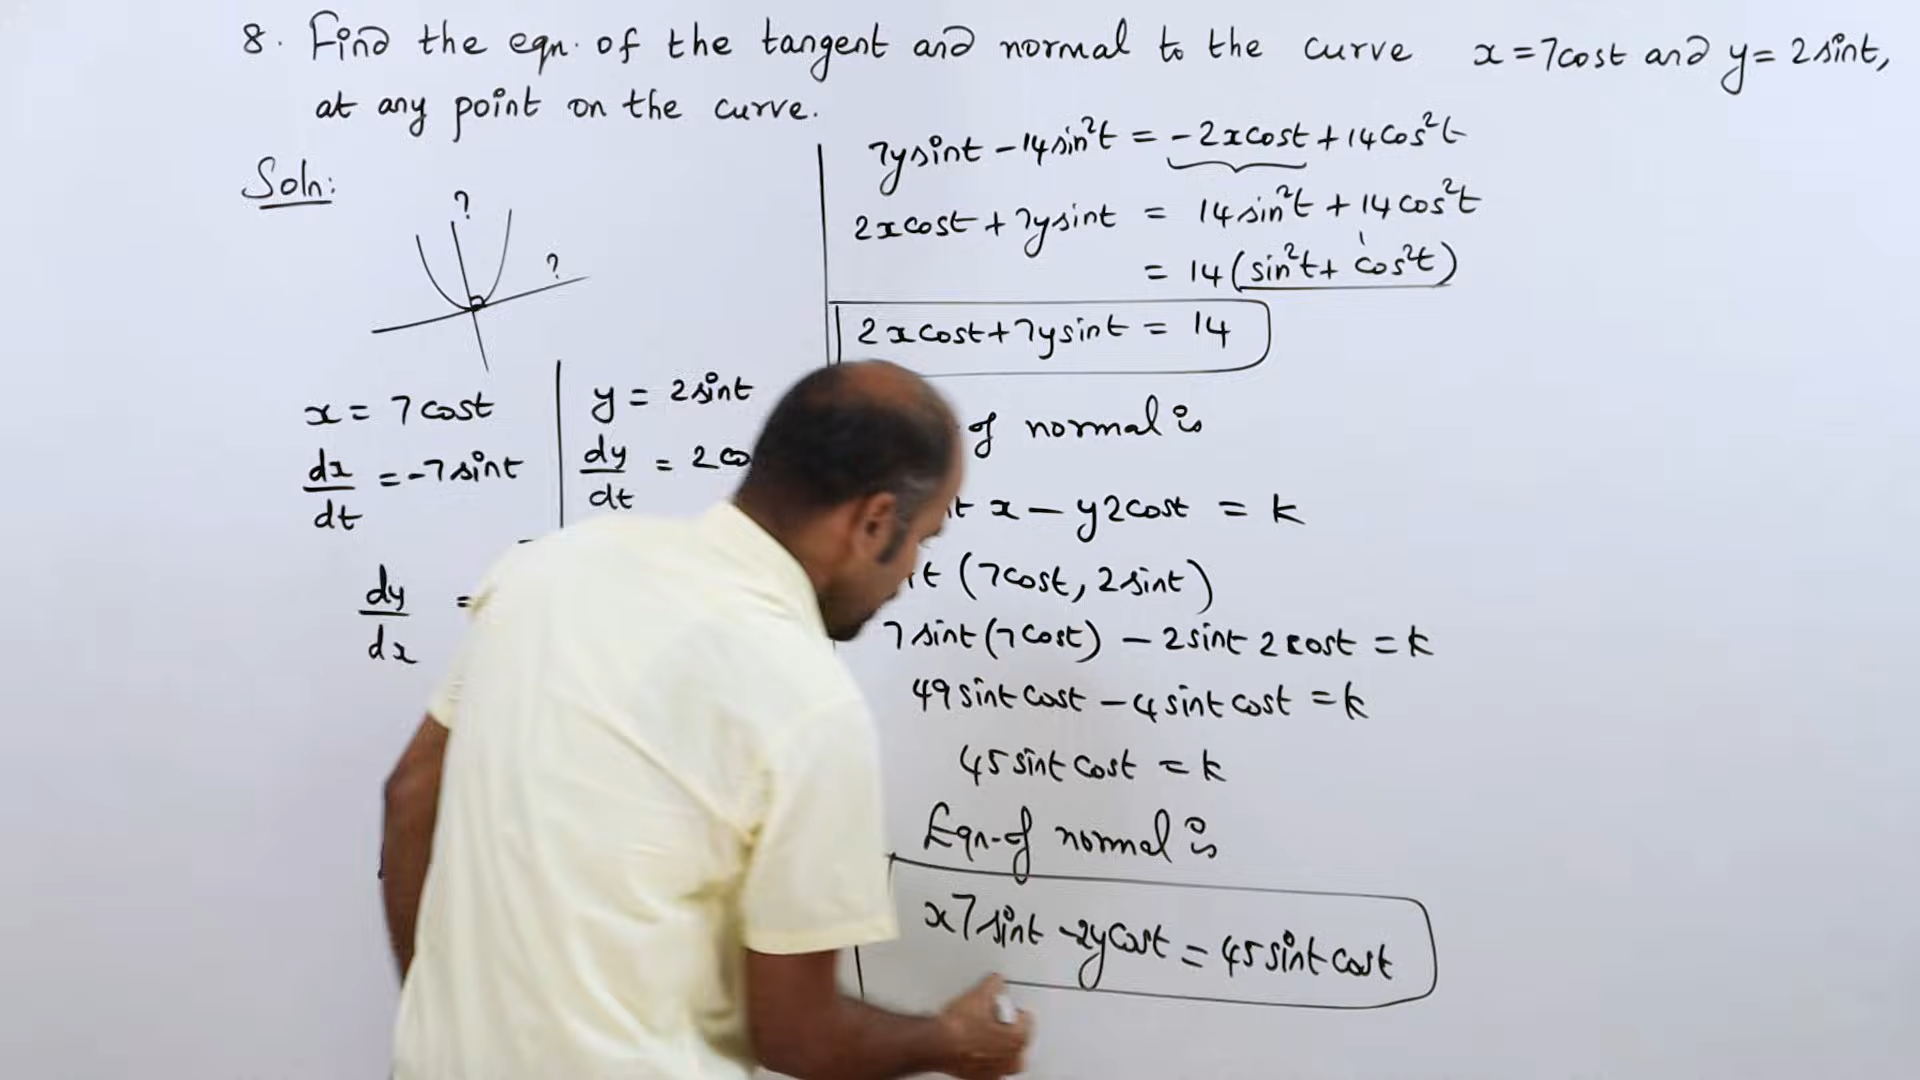 8. Find the eqn. of the tangent and normal to the curve x = 7cost and y = 2sint,
at any point on the curve.
Soln:
?
?
x = 7cost
dx/dt = -7sint
y = 2sint
dy/dt = 2co
dy/dx =
7ysint - 14sin²t = -2xcost + 14cos²t
2xcost + 7ysint = 14sin²t + 14cos²t
1
= 14(sin²t + cos²t)
2xcost + 7ysint = 14
of normal is
t x - y2cost = k
t (7cost, 2sint)
7sint(7cost) - 2sint 2cost = k
49sintcost - 4sintcost = k
45sintcost = k
Eqn. of normal is
x7sint - 2ycost = 45sintcost